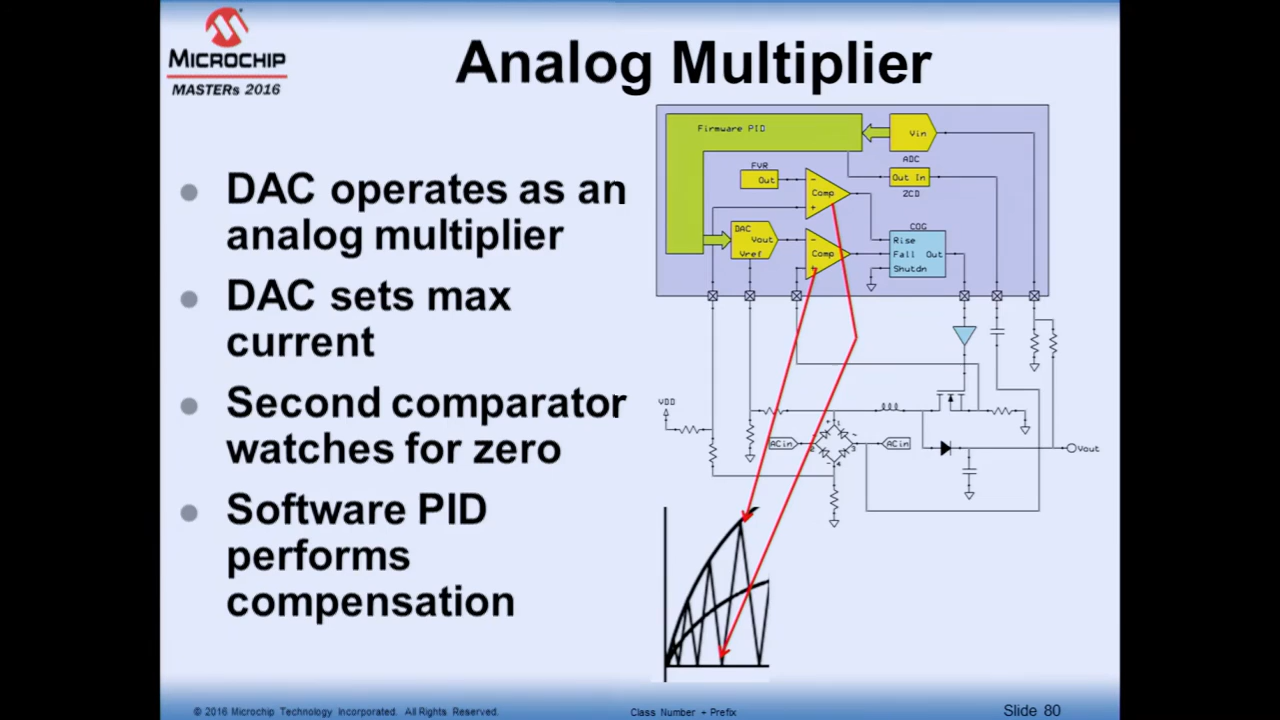 MICROCHIP
MASTERs 2016
Analog Multiplier
DAC operates as an
analog multiplier
DAC sets max
current
Second comparator
watches for zero
Software PID
performs
compensation
Firmware PID
Vin
ADC
FVR
Out
Comp
Out In
ZCD
DAC
Vout
Vref
Comp
COG
Rise
Fall Out
Shutdn
VDD
ACin
ACin
Vout
© 2016 Microchip Technology Incorporated. All Rights Reserved.
Class Number + Prefix
Slide 80